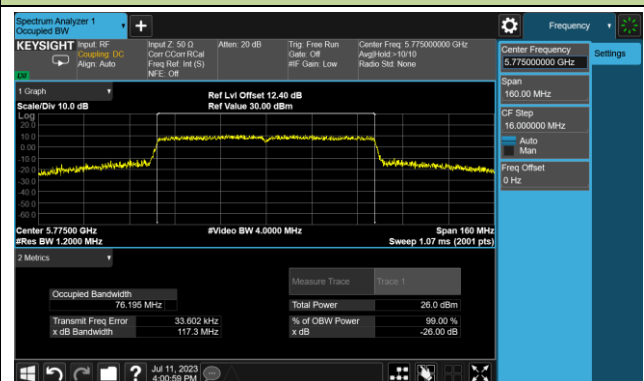 Spectrum Analyzer 1
Occupied BW
Frequency
KEYSIGHT
Input: RF
Coupling: DC
Align: Auto
Input Z: 50 Ω
Corr CCorr RCal
Freq Ref: Int (S)
NFE: Off
Atten: 20 dB
Trig: Free Run
Gate: Off
#IF Gain: Low
Center Freq: 5.775000000 GHz
Avg|Hold:>10/10
Radio Std: None
Center Frequency
5.775000000 GHz
Settings
Span
160.00 MHz
CF Step
16.000000 MHz
Auto
Man
Freq Offset
0 Hz
1 Graph
Scale/Div 10.0 dB
Ref Lvl Offset 12.40 dB
Ref Value 30.00 dBm
Log
20.0
10.0
0.00
-10.0
-20.0
-30.0
-40.0
-50.0
-60.0
Center 5.77500 GHz
#Res BW 1.2000 MHz
#Video BW 4.0000 MHz
Span 160 MHz
Sweep 1.07 ms (2001 pts)
2 Metrics
Measure Trace
Trace 1
Occupied Bandwidth
76.195 MHz
Total Power
26.0 dBm
Transmit Freq Error
33.602 kHz
% of OBW Power
99.00 %
x dB Bandwidth
117.3 MHz
x dB
-26.00 dB
Jul 11, 2023
4:00:59 PM